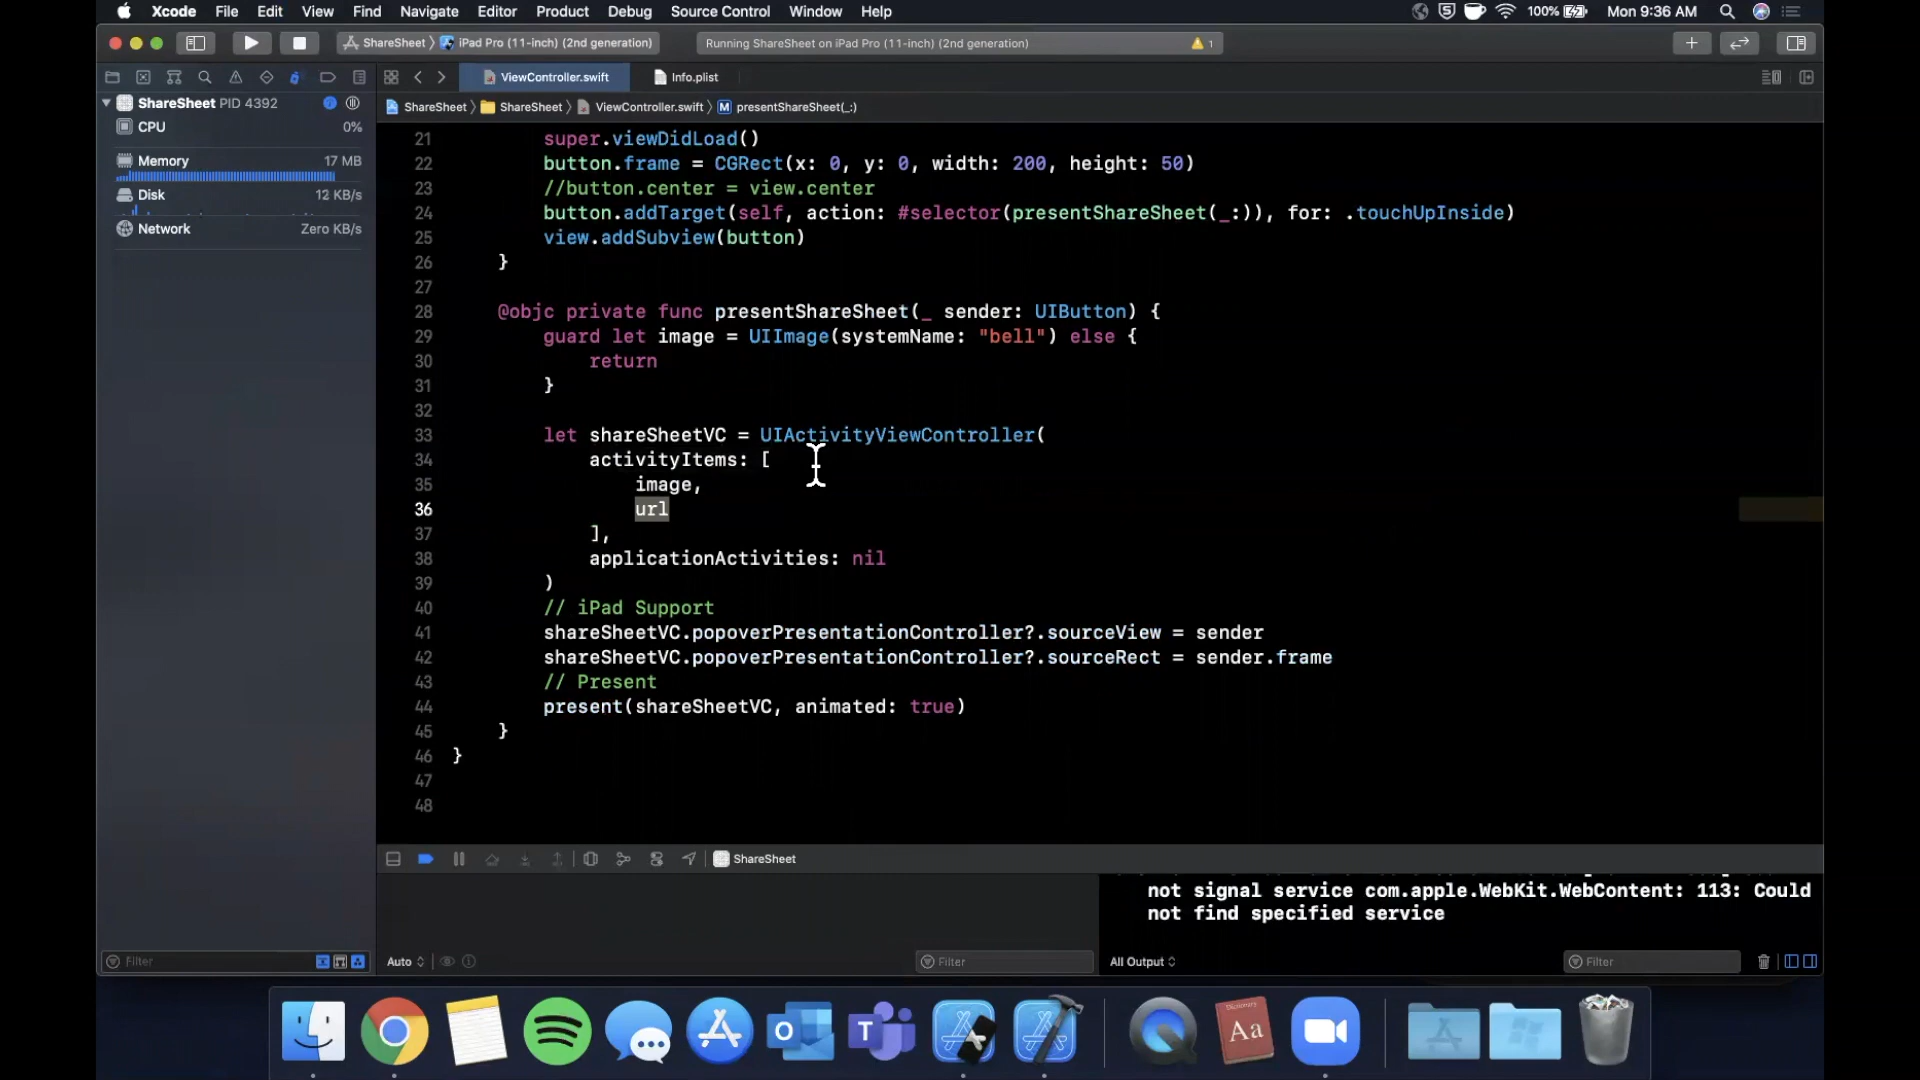 Xcode File Edit View Find Navigate Editor Product Debug Source Control Window Help 100% Mon 9:36 AM
ShareSheet iPad Pro (11-inch) (2nd generation) Running ShareSheet on iPad Pro (11-inch) (2nd generation) 1
ViewController.swift Info.plist
ShareSheet PID 4392
ShareSheet ShareSheet ViewController.swift M presentShareSheet(_:)
CPU 0%
Memory 17 MB
Disk 12 KB/s
Network Zero KB/s
21 super.viewDidLoad()
22 button.frame = CGRect(x: 0, y: 0, width: 200, height: 50)
23 //button.center = view.center
24 button.addTarget(self, action: #selector(presentShareSheet(_:)), for: .touchUpInside)
25 view.addSubview(button)
26 }
27
28 @objc private func presentShareSheet(_ sender: UIButton) {
29 guard let image = UIImage(systemName: "bell") else {
30 return
31 }
32
33 let shareSheetVC = UIActivityViewController(
34 activityItems: [
35 image,
36 url
37 ],
38 applicationActivities: nil
39 )
40 // iPad Support
41 shareSheetVC.popoverPresentationController?.sourceView = sender
42 shareSheetVC.popoverPresentationController?.sourceRect = sender.frame
43 // Present
44 present(shareSheetVC, animated: true)
45 }
46 }
47
48
ShareSheet
not signal service com.apple.WebKit.WebContent: 113: Could
not find specified service
Filter Auto Filter All Output Filter
Aa